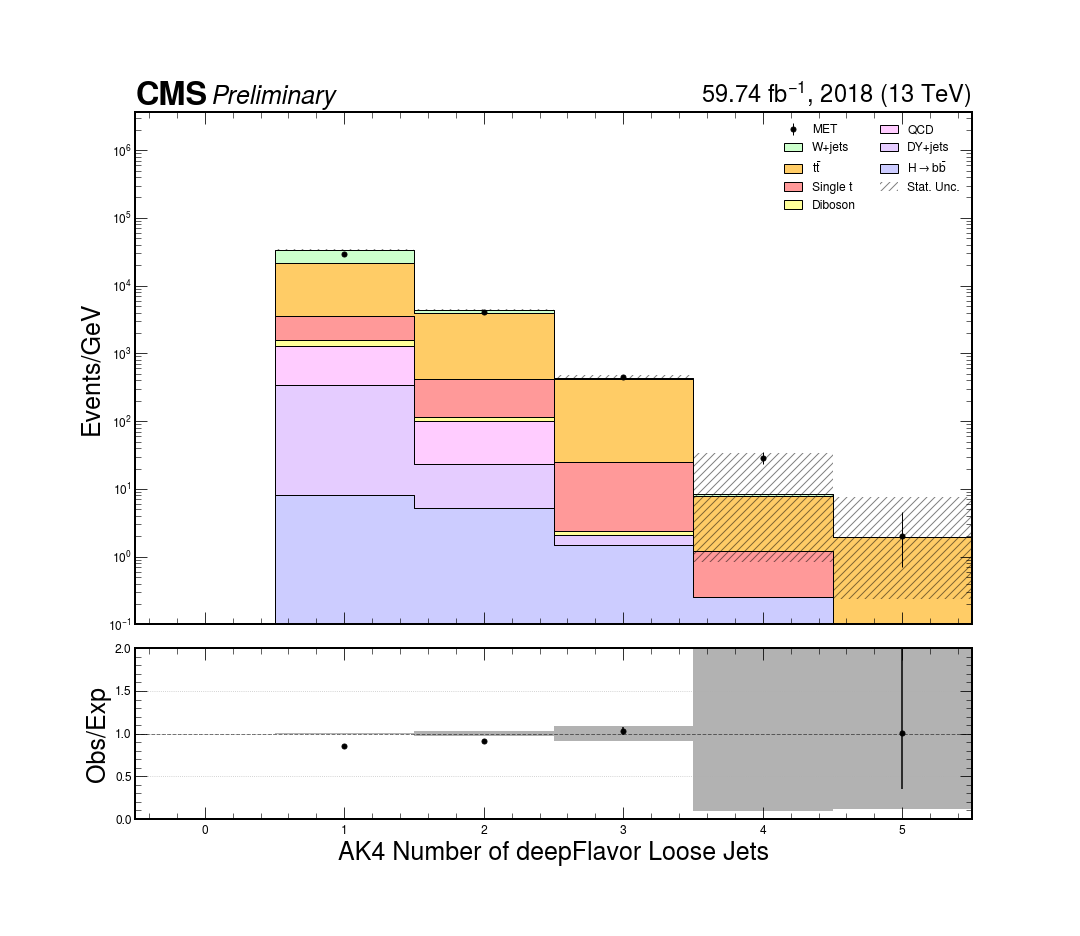 CMS Preliminary
59.74 fb⁻¹, 2018 (13 TeV)
MET
QCD
W+jets
DY+jets
tt̄
H→bb̄
Single t
Stat. Unc.
Diboson
Events/GeV
10⁶
10⁵
10⁴
10³
10²
10¹
10⁰
10⁻¹
Obs/Exp
2.0
1.5
1.0
0.5
0.0
0 1 2 3 4 5
AK4 Number of deepFlavor Loose Jets